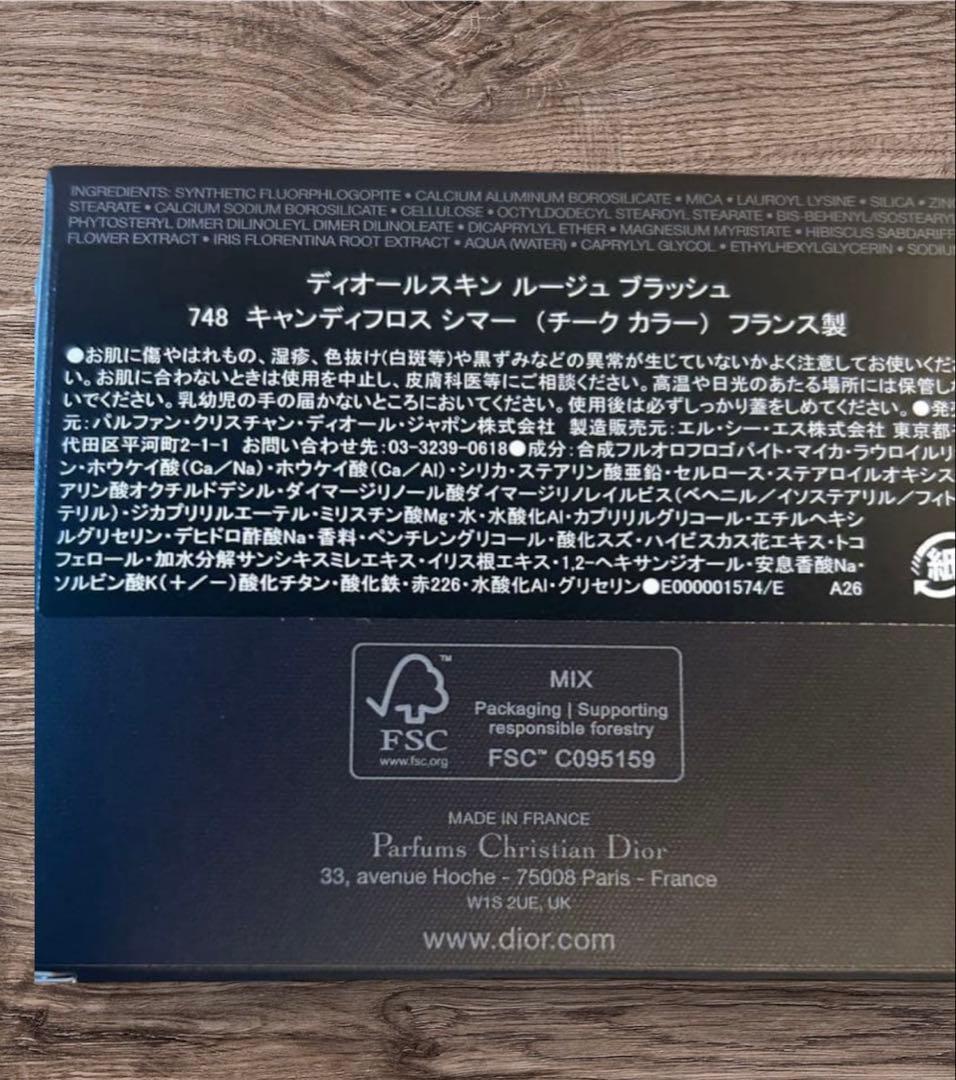 INGREDIENTS: SYNTHETIC FLUORPHLOGOPITE • CALCIUM ALUMINUM BOROSILICATE • MICA • LAUROYL LYSINE • SILICA • ZINC
STEARATE • CALCIUM SODIUM BOROSILICATE • CELLULOSE • OCTYLDODECYL STEAROYL STEARATE • BIS-BEHENYL/ISOSTEARYL
PHYTOSTERYL DIMER DILINOLEYL DIMER DILINOLEATE • DICAPRYLYL ETHER • MAGNESIUM MYRISTATE • HIBISCUS SABDARIFF
FLOWER EXTRACT • IRIS FLORENTINA ROOT EXTRACT • AQUA (WATER) • CAPRYLYL GLYCOL • ETHYLHEXYLGLYCERIN • SODIU
ディオールスキン ルージュ ブラッシュ
748 キャンディフロス シマー （チーク カラー） フランス製
●お肌に傷やはれもの、湿疹、色抜け(白斑等)や黒ずみなどの異常が生じていないかよく注意してお使いくださ
い。お肌に合わないときは使用を中止し、皮膚科医等にご相談ください。高温や日光のあたる場所には保管しな
いでください。乳幼児の手の届かないところにおいてください。使用後は必ずしっかり蓋をしめてください。●発売
元：パルファン・クリスチャン・ディオール・ジャポン株式会社 製造販売元：エル・シー・エス株式会社 東京都千
代田区平河町2-1-1 お問い合わせ先：03-3239-0618●成分：合成フルオロフロゴパイト・マイカ・ラウロイルリ
ン・ホウケイ酸(Ca／Na)・ホウケイ酸(Ca／Al)・シリカ・ステアリン酸亜鉛・セルロース・ステアロイルオキシス
アリン酸オクチルドデシル・ダイマージリノール酸ダイマージリノレイルビス(ベヘニル／イソステアリル／フィト
テリル)・ジカプリリルエーテル・ミリスチン酸Mg・水・水酸化Al・カプリリルグリコール・エチルヘキシ
ルグリセリン・デヒドロ酢酸Na・香料・ペンチレングリコール・酸化スズ・ハイビスカス花エキス・トコ
フェロール・加水分解サンシキスミレエキス・イリス根エキス・1,2-ヘキサンジオール・安息香酸Na・
ソルビン酸K(＋／－)酸化チタン・酸化鉄・赤226・水酸化Al・グリセリン●E000001574/E A26
紙
™
FSC
www.fsc.org
MIX
Packaging | Supporting
responsible forestry
FSC™ C095159
MADE IN FRANCE
Parfums Christian Dior
33, avenue Hoche - 75008 Paris - France
W1S 2UE, UK
www.dior.com